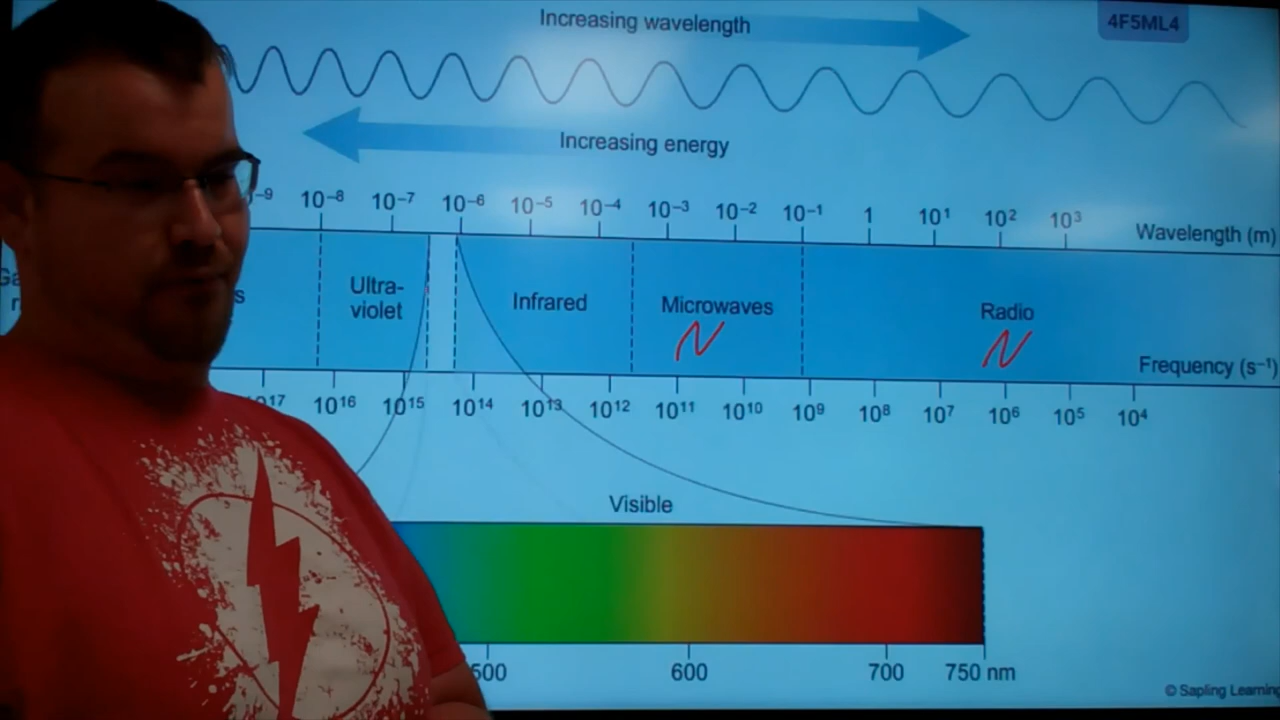 Increasing wavelength
4F5ML4
Increasing energy
10⁻⁸ 10⁻⁷ 10⁻⁶ 10⁻⁵ 10⁻⁴ 10⁻³ 10⁻² 10⁻¹ 1 10¹ 10² 10³ Wavelength (m)
Ultra-
violet Infrared Microwaves Radio
Frequency (s⁻¹)
10¹⁶ 10¹⁵ 10¹⁴ 10¹³ 10¹² 10¹¹ 10¹⁰ 10⁹ 10⁸ 10⁷ 10⁶ 10⁵ 10⁴
Visible
600 700 750 nm
© Sapling Learning